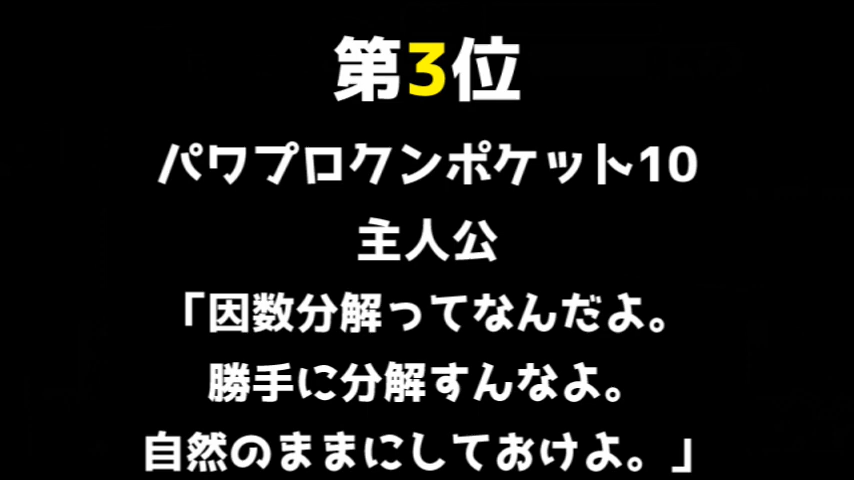 第3位
パワプロクンポケット10
主人公
「因数分解ってなんだよ。
勝手に分解すんなよ。
自然のままにしておけよ。」